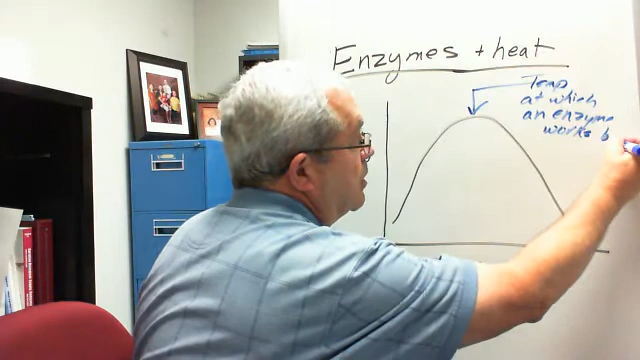 Enzymes + heat
Temp
at which
an enzyme
works b